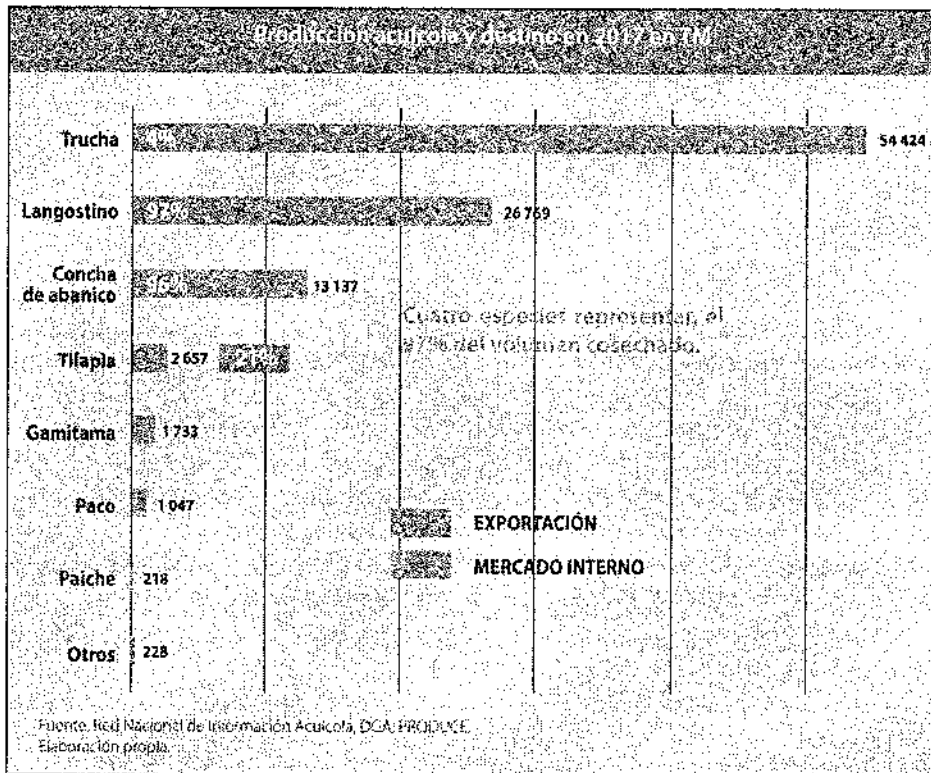 Producción acuícola y destino en 2017 en TM
Trucha
54 424
Langostino
97%
26 769
Concha
de abanico
13 137
Cuatro especies representan el
97% del volumen cosechado.
Tilapia
2 657
Gamitama
1 733
Paco
1 047
EXPORTACIÓN
MERCADO INTERNO
Paiche
218
Otros
228
Fuente: Red Nacional de Información Acuícola, DGA, PRODUCE.
Elaboración propia.